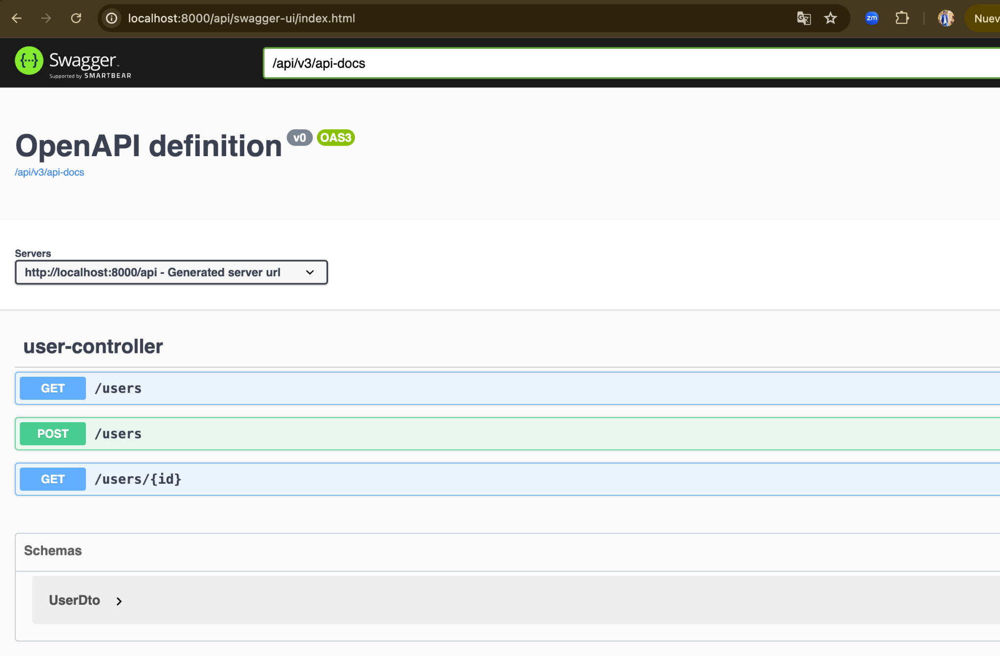 localhost:8000/api/swagger-ui/index.html
zm
Nuev
{...} Swagger™
Supported by SMARTBEAR
/api/v3/api-docs
OpenAPI definition v0 OAS3
/api/v3/api-docs
Servers
http://localhost:8000/api - Generated server url
user-controller
GET /users
POST /users
GET /users/{id}
Schemas
UserDto